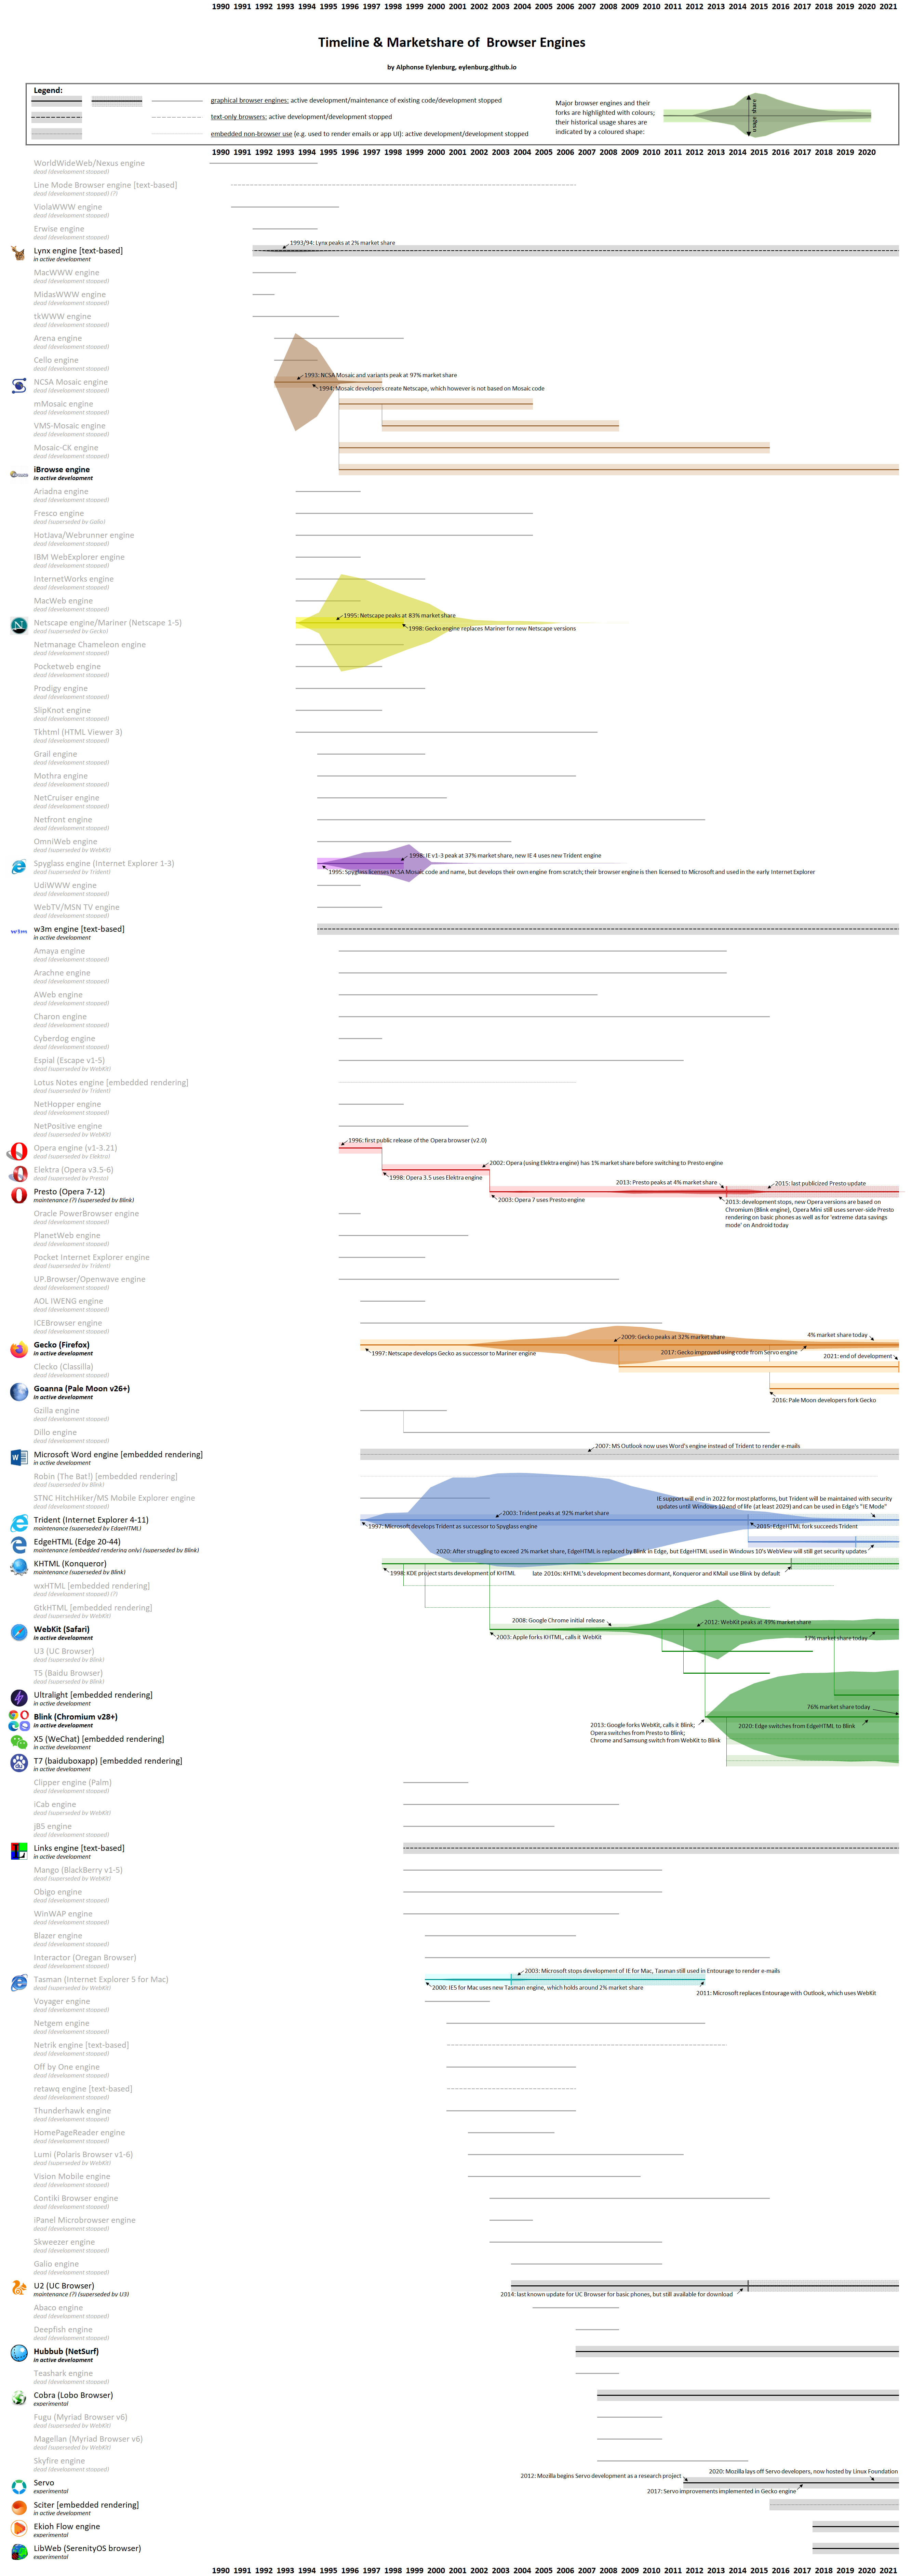 1990 1991 1992 1993 1994 1995 1996 1997 1998 1999 2000 2001 2002 2003 2004 2005 2006 2007 2008 2009 2010 2011 2012 2013 2014 2015 2016 2017 2018 2019 2020 2021
Timeline & Marketshare of Browser Engines
by Alphonse Eylenburg, eylenburg.github.io
Legend:
graphical browser engines: active development/maintenance of existing code/development stopped
text-only browsers: active development/development stopped
embedded non-browser use (e.g. used to render emails or app UI): active development/development stopped
Major browser engines and their
forks are highlighted with colours;
their historical usage shares are
indicated by a coloured shape:
usage share
1990 1991 1992 1993 1994 1995 1996 1997 1998 1999 2000 2001 2002 2003 2004 2005 2006 2007 2008 2009 2010 2011 2012 2013 2014 2015 2016 2017 2018 2019 2020
WorldWideWeb/Nexus engine
dead (development stopped)
Line Mode Browser engine [text-based]
dead (development stopped) (?)
ViolaWWW engine
dead (development stopped)
Erwise engine
dead (development stopped)
1993/94: Lynx peaks at 2% market share
Lynx engine [text-based]
in active development
MacWWW engine
dead (development stopped)
MidasWWW engine
dead (development stopped)
tkWWW engine
dead (development stopped)
Arena engine
dead (development stopped)
Cello engine
dead (development stopped)
1993: NCSA Mosaic and variants peak at 97% market share
NCSA Mosaic engine
dead (development stopped)
1994: Mosaic developers create Netscape, which however is not based on Mosaic code
mMosaic engine
dead (development stopped)
VMS-Mosaic engine
dead (development stopped)
Mosaic-CK engine
dead (development stopped)
iBrowse engine
in active development
Ariadna engine
dead (development stopped)
Fresco engine
dead (superseded by Galio)
HotJava/Webrunner engine
dead (development stopped)
IBM WebExplorer engine
dead (development stopped)
InternetWorks engine
dead (development stopped)
MacWeb engine
dead (development stopped)
1995: Netscape peaks at 83% market share
Netscape engine/Mariner (Netscape 1-5)
dead (superseded by Gecko)
1998: Gecko engine replaces Mariner for new Netscape versions
Netmanage Chameleon engine
dead (development stopped)
Pocketweb engine
dead (development stopped)
Prodigy engine
dead (development stopped)
SlipKnot engine
dead (development stopped)
Tkhtml (HTML Viewer 3)
dead (development stopped)
Grail engine
dead (development stopped)
Mothra engine
dead (development stopped)
NetCruiser engine
dead (development stopped)
Netfront engine
dead (development stopped)
OmniWeb engine
dead (superseded by WebKit)
1998: IE v1-3 peak at 37% market share, new IE 4 uses new Trident engine
Spyglass engine (Internet Explorer 1-3)
dead (superseded by Trident)
1995: Spyglass licenses NCSA Mosaic code and name, but develops their own engine from scratch; their browser engine is then licensed to Microsoft and used in the early Internet Explorer
UdiWWW engine
dead (development stopped)
WebTV/MSN TV engine
dead (development stopped)
w3m
w3m engine [text-based]
in active development
Amaya engine
dead (development stopped)
Arachne engine
dead (development stopped)
AWeb engine
dead (development stopped)
Charon engine
dead (development stopped)
Cyberdog engine
dead (development stopped)
Espial (Escape v1-5)
dead (superseded by WebKit)
Lotus Notes engine [embedded rendering]
dead (superseded by Trident)
NetHopper engine
dead (development stopped)
NetPositive engine
dead (superseded by WebKit)
1996: first public release of the Opera browser (v2.0)
Opera engine (v1-3.21)
dead (superseded by Elektra)
2002: Opera (using Elektra engine) has 1% market share before switching to Presto engine
Elektra (Opera v3.5-6)
dead (superseded by Presto)
1998: Opera 3.5 uses Elektra engine
2013: Presto peaks at 4% market share
2015: last publicized Presto update
Presto (Opera 7-12)
maintenance (?) (superseded by Blink)
2003: Opera 7 uses Presto engine
2013: development stops, new Opera versions are based on
Chromium (Blink engine), Opera Mini still uses server-side Presto
rendering on basic phones as well as for 'extreme data savings
mode' on Android today
Oracle PowerBrowser engine
dead (development stopped)
PlanetWeb engine
dead (development stopped)
Pocket Internet Explorer engine
dead (superseded by Trident)
UP.Browser/Openwave engine
dead (development stopped)
AOL IWENG engine
dead (development stopped)
ICEBrowser engine
dead (development stopped)
2009: Gecko peaks at 32% market share
4% market share today
Gecko (Firefox)
in active development
1997: Netscape develops Gecko as successor to Mariner engine
2017: Gecko improved using code from Servo engine
2021: end of development
Clecko (Classilla)
dead (development stopped)
Goanna (Pale Moon v26+)
in active development
2016: Pale Moon developers fork Gecko
Gzilla engine
dead (development stopped)
Dillo engine
dead (development stopped)
2007: MS Outlook now uses Word's engine instead of Trident to render e-mails
Microsoft Word engine [embedded rendering]
in active development
Robin (The Bat!) [embedded rendering]
dead (superseded by Blink)
STNC HitchHiker/MS Mobile Explorer engine
dead (development stopped)
IE support will end in 2022 for most platforms, but Trident will be maintained with security
updates until Windows 10 end of life (at least 2029) and can be used in Edge's "IE Mode"
2003: Trident peaks at 92% market share
Trident (Internet Explorer 4-11)
maintenance (superseded by EdgeHTML)
1997: Microsoft develops Trident as successor to Spyglass engine
2015: EdgeHTML fork succeeds Trident
EdgeHTML (Edge 20-44)
maintenance (embedded rendering only) (superseded by Blink)
2020: After struggling to exceed 2% market share, EdgeHTML is replaced by Blink in Edge, but EdgeHTML used in Windows 10's WebView will still get security updates
KHTML (Konqueror)
maintenance (superseded by Blink)
1998: KDE project starts development of KHTML
late 2010s: KHTML's development becomes dormant, Konqueror and KMail use Blink by default
wxHTML [embedded rendering]
dead (development stopped) (?)
GtkHTML [embedded rendering]
dead (superseded by WebKit)
2008: Google Chrome initial release
2012: WebKit peaks at 49% market share
WebKit (Safari)
in active development
2003: Apple forks KHTML, calls it WebKit
17% market share today
U3 (UC Browser)
dead (superseded by Blink)
T5 (Baidu Browser)
dead (superseded by Blink)
Ultralight [embedded rendering]
in active development
76% market share today
Blink (Chromium v28+)
in active development
2013: Google forks WebKit, calls it Blink;
Opera switches from Presto to Blink;
Chrome and Samsung switch from WebKit to Blink
2020: Edge switches from EdgeHTML to Blink
X5 (WeChat) [embedded rendering]
in active development
T7 (baiduboxapp) [embedded rendering]
in active development
Clipper engine (Palm)
dead (development stopped)
iCab engine
dead (superseded by WebKit)
jB5 engine
dead (development stopped)
Links engine [text-based]
in active development
Mango (BlackBerry v1-5)
dead (superseded by WebKit)
Obigo engine
dead (development stopped)
WinWAP engine
dead (development stopped)
Blazer engine
dead (development stopped)
Interactor (Oregan Browser)
dead (development stopped)
2003: Microsoft stops development of IE for Mac, Tasman still used in Entourage to render e-mails
Tasman (Internet Explorer 5 for Mac)
dead (superseded by WebKit)
2000: IE5 for Mac uses new Tasman engine, which holds around 2% market share
2011: Microsoft replaces Entourage with Outlook, which uses WebKit
Voyager engine
dead (development stopped)
Netgem engine
dead (development stopped)
Netrik engine [text-based]
dead (development stopped)
Off by One engine
dead (development stopped)
retawq engine [text-based]
dead (development stopped)
Thunderhawk engine
dead (development stopped)
HomePageReader engine
dead (development stopped)
Lumi (Polaris Browser v1-6)
dead (superseded by WebKit)
Vision Mobile engine
dead (development stopped)
Contiki Browser engine
dead (development stopped)
iPanel Microbrowser engine
dead (development stopped)
Skweezer engine
dead (development stopped)
Galio engine
dead (development stopped)
U2 (UC Browser)
maintenance (?) (superseded by U3)
2014: last known update for UC Browser for basic phones, but still available for download
Abaco engine
dead (development stopped)
Deepfish engine
dead (development stopped)
Hubbub (NetSurf)
in active development
Teashark engine
dead (development stopped)
Cobra (Lobo Browser)
experimental
Fugu (Myriad Browser v6)
dead (superseded by WebKit)
Magellan (Myriad Browser v6)
dead (superseded by WebKit)
Skyfire engine
dead (development stopped)
2020: Mozilla lays off Servo developers, now hosted by Linux Foundation
2012: Mozilla begins Servo development as a research project
Servo
experimental
2017: Servo improvements implemented in Gecko engine
Sciter [embedded rendering]
in active development
Ekioh Flow engine
experimental
LibWeb (SerenityOS browser)
experimental
1990 1991 1992 1993 1994 1995 1996 1997 1998 1999 2000 2001 2002 2003 2004 2005 2006 2007 2008 2009 2010 2011 2012 2013 2014 2015 2016 2017 2018 2019 2020 2021